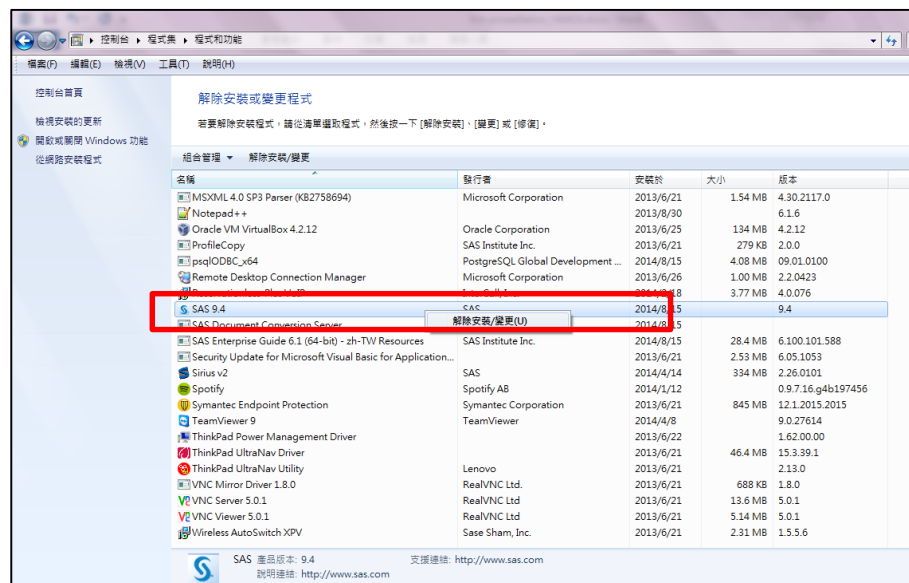 控制台 ▸ 程式集 ▸ 程式和功能
檔案(F) 編輯(E) 檢視(V) 工具(T) 說明(H)
控制台首頁
檢視安裝的更新
開啟或關閉 Windows 功能
從網路安裝程式
解除安裝或變更程式
若要解除安裝程式，請從清單選取程式，然後按一下 [解除安裝]、[變更] 或 [修復]。
組合管理 ▼ 解除安裝/變更
名稱 發行者 安裝於 大小 版本
MSXML 4.0 SP3 Parser (KB2758694) Microsoft Corporation 2013/6/21 1.54 MB 4.30.2117.0
Notepad++ 2013/8/30 6.1.6
Oracle VM VirtualBox 4.2.12 Oracle Corporation 2013/6/25 134 MB 4.2.12
ProfileCopy SAS Institute Inc. 2013/6/21 279 KB 2.0.0
psqlODBC_x64 PostgreSQL Global Development ... 2014/8/15 4.08 MB 09.01.0100
Remote Desktop Connection Manager Microsoft Corporation 2013/6/26 1.00 MB 2.2.0423
3.77 MB 4.0.076
SAS 9.4 SAS 2014/8/15 9.4
解除安裝/變更(U)
SAS Document Conversion Server 2014/8/15
SAS Enterprise Guide 6.1 (64-bit) - zh-TW Resources SAS Institute Inc. 2014/8/15 28.4 MB 6.100.101.588
Security Update for Microsoft Visual Basic for Application... 2013/6/21 2.53 MB 6.05.1053
Sirius v2 SAS 2014/4/14 334 MB 2.26.0101
Spotify Spotify AB 2014/1/12 0.9.7.16.g4b197456
Symantec Endpoint Protection Symantec Corporation 2013/6/21 845 MB 12.1.2015.2015
TeamViewer 9 TeamViewer 2014/4/8 9.0.27614
ThinkPad Power Management Driver 2013/6/22 1.62.00.00
ThinkPad UltraNav Driver 2013/6/21 46.4 MB 15.3.39.1
ThinkPad UltraNav Utility Lenovo 2013/6/21 2.13.0
VNC Mirror Driver 1.8.0 RealVNC Ltd. 2013/6/21 688 KB 1.8.0
VNC Server 5.0.1 RealVNC Ltd 2013/6/21 13.6 MB 5.0.1
VNC Viewer 5.0.1 RealVNC Ltd 2013/6/21 5.14 MB 5.0.1
Wireless AutoSwitch XPV Sase Sham, Inc. 2013/6/21 2.31 MB 1.5.5.6
SAS 產品版本: 9.4 支援連結: http://www.sas.com
說明連結: http://www.sas.com